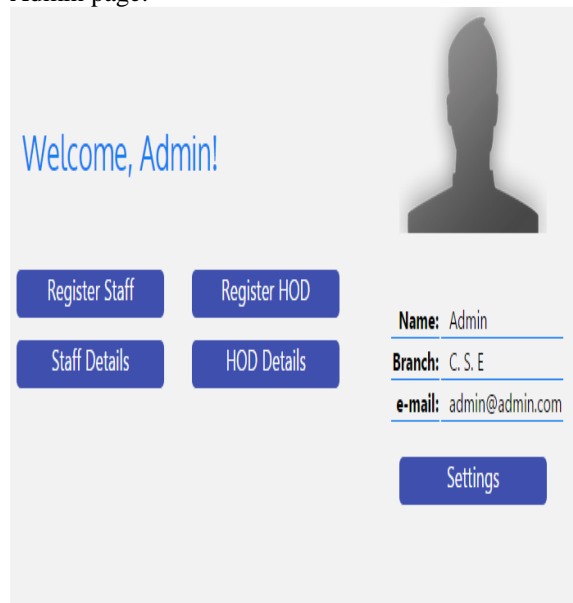 Admin page.
Welcome, Admin!
Register Staff Register HOD
Staff Details HOD Details
Name: Admin
Branch: C. S. E
e-mail: admin@admin.com
Settings